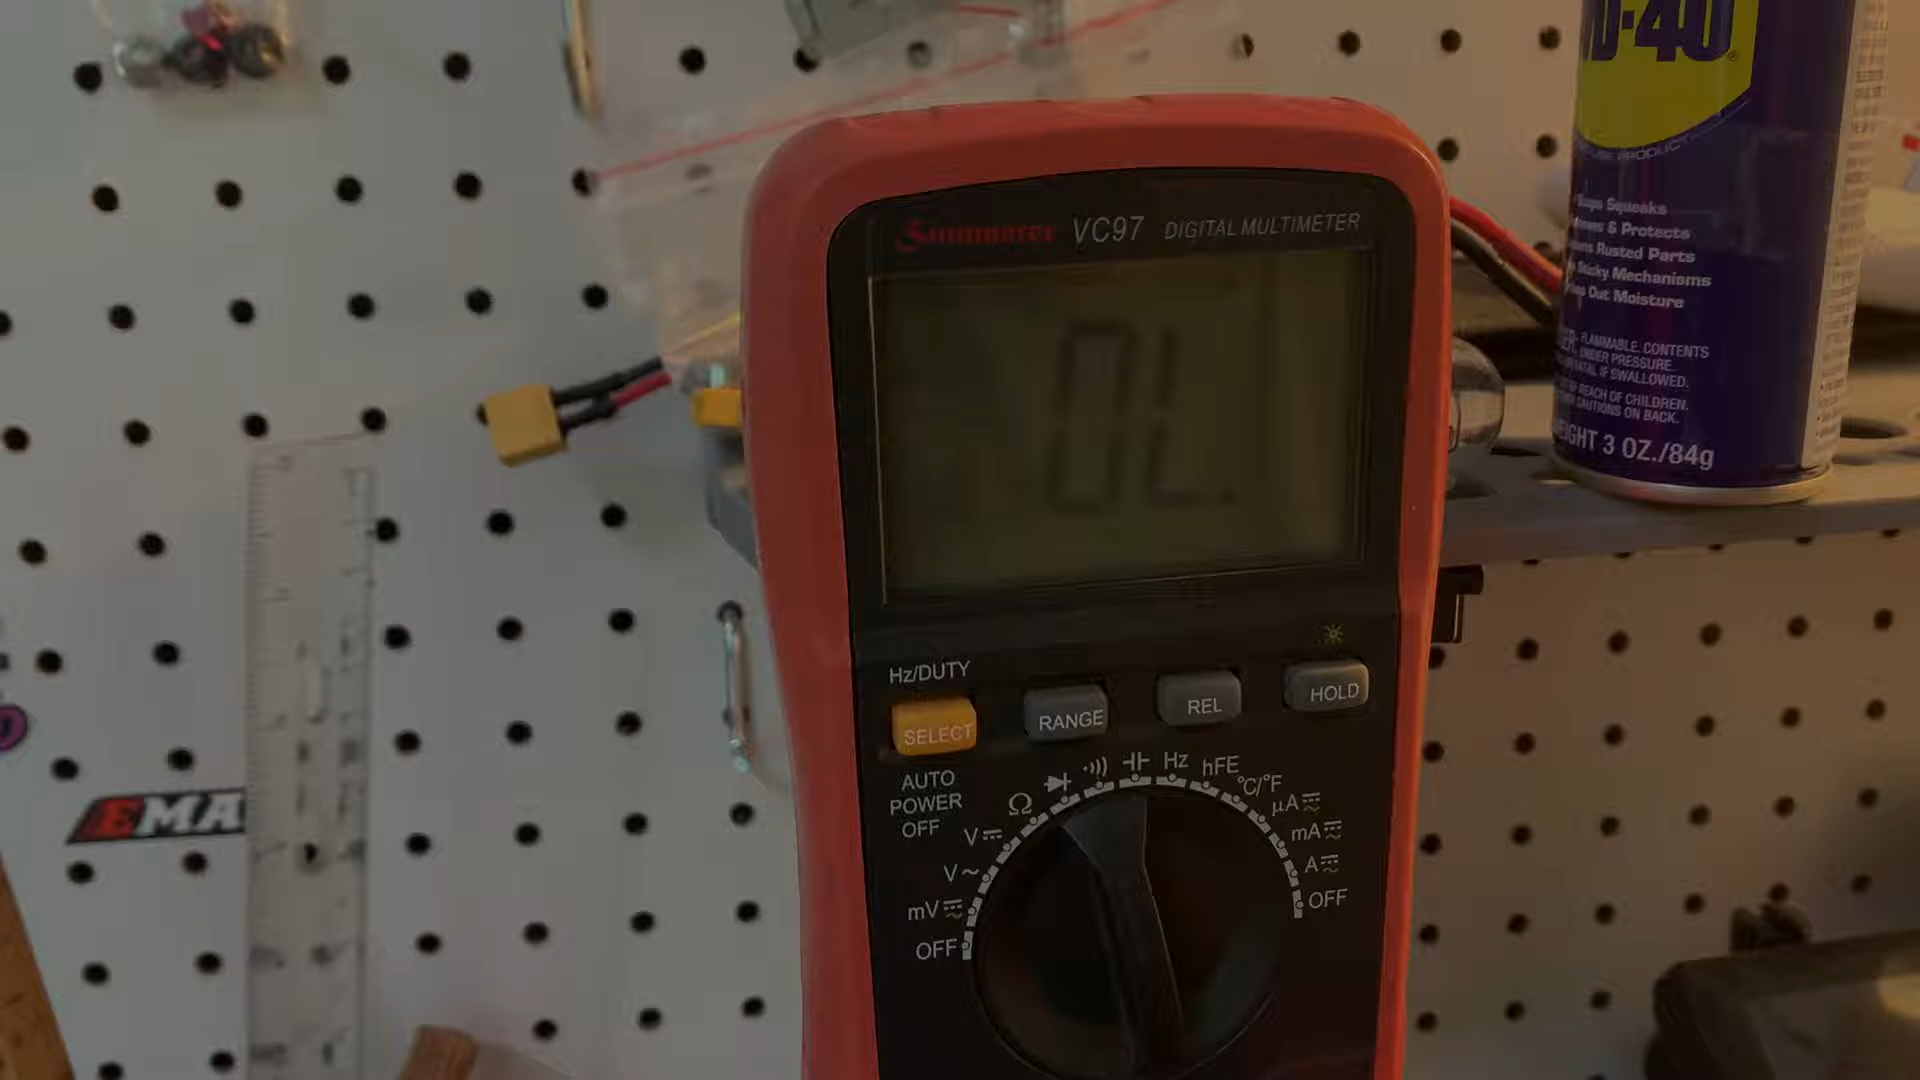 WD-40
Squeaks
& Protects
Rusted Parts
Sticky Mechanisms
Out Moisture
FLAMMABLE. CONTENTS
UNDER PRESSURE.
IF SWALLOWED.
REACH OF CHILDREN.
CAUTIONS ON BACK.
3 OZ./84g
VC97 DIGITAL MULTIMETER
0L.
Hz/DUTY
SELECT
RANGE
REL
HOLD
AUTO
POWER
OFF
OFF
mV
V~
V
Ω
Hz
hFE
°C/°F
µA
mA
A
OFF
EMA